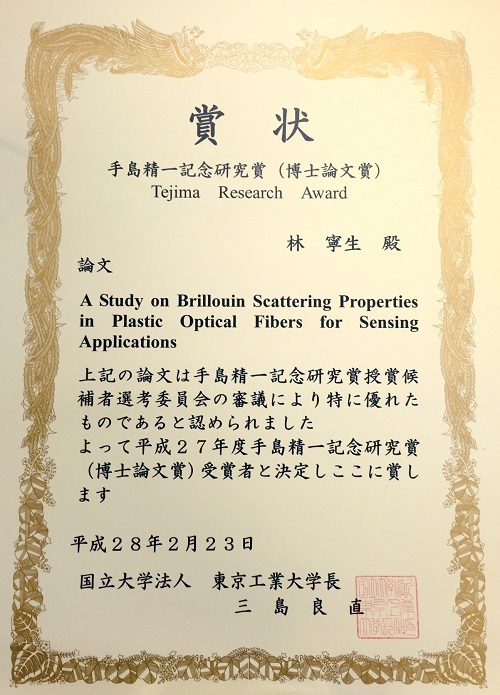 賞 状
手島精一記念研究賞（博士論文賞）
Tejima Research Award
林 寧生 殿
論文
A Study on Brillouin Scattering Properties
in Plastic Optical Fibers for Sensing
Applications
上記の論文は手島精一記念研究賞授賞候
補者選考委員会の審議により特に優れた
ものであると認められました
よって平成２７年度手島精一記念研究賞
（博士論文賞）受賞者と決定しここに賞し
ます
平成２８年２月２３日
国立大学法人 東京工業大学長
三 島 良 直